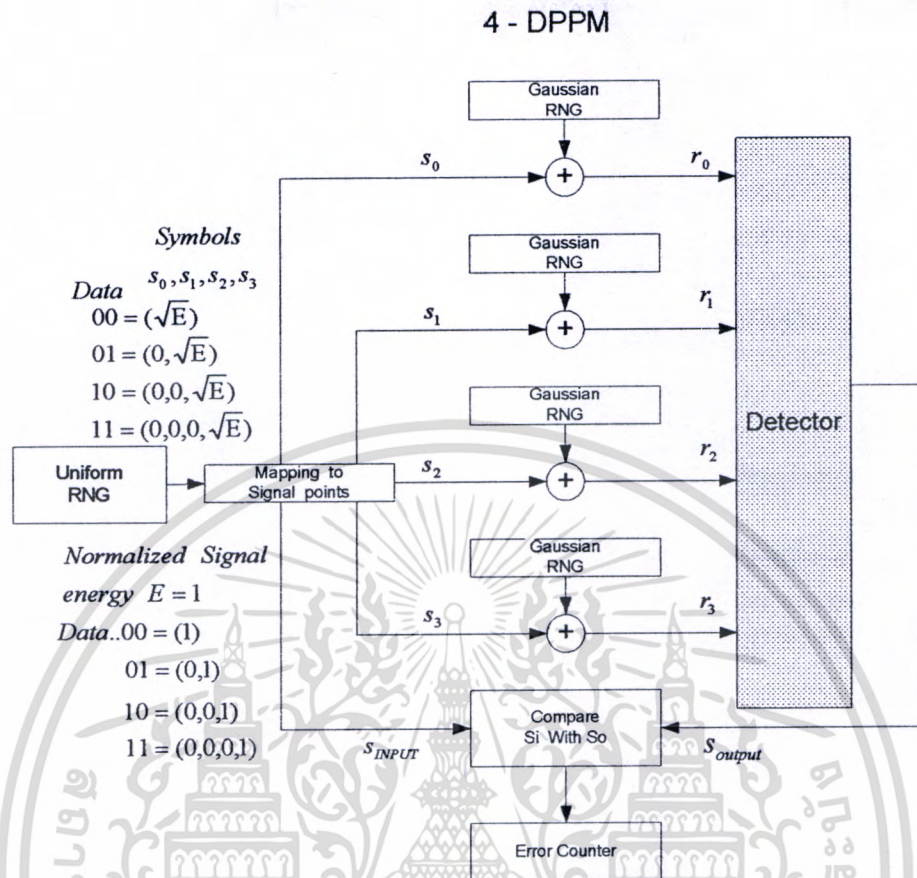 4 - DPPM
Gaussian
RNG
s₀
+
r₀
Symbols
s₀, s₁, s₂, s₃
Data
00 = (√E)
01 = (0, √E)
10 = (0,0, √E)
11 = (0,0,0, √E)
Gaussian
RNG
s₁
+
r₁
Gaussian
RNG
s₂
+
r₂
Detector
Uniform
RNG
Mapping to
Signal points
Gaussian
RNG
s₃
+
r₃
Normalized Signal
energy E = 1
Data..00 = (1)
01 = (0,1)
10 = (0,0,1)
11 = (0,0,0,1)
s_INPUT
Compare
Si With So
s_output
Error Counter